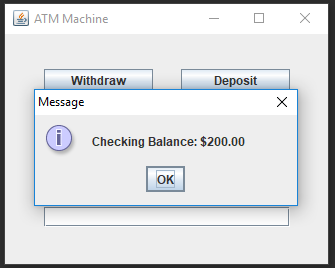 ATM Machine
Withdraw Deposit
Message
Checking Balance: $200.00
OK